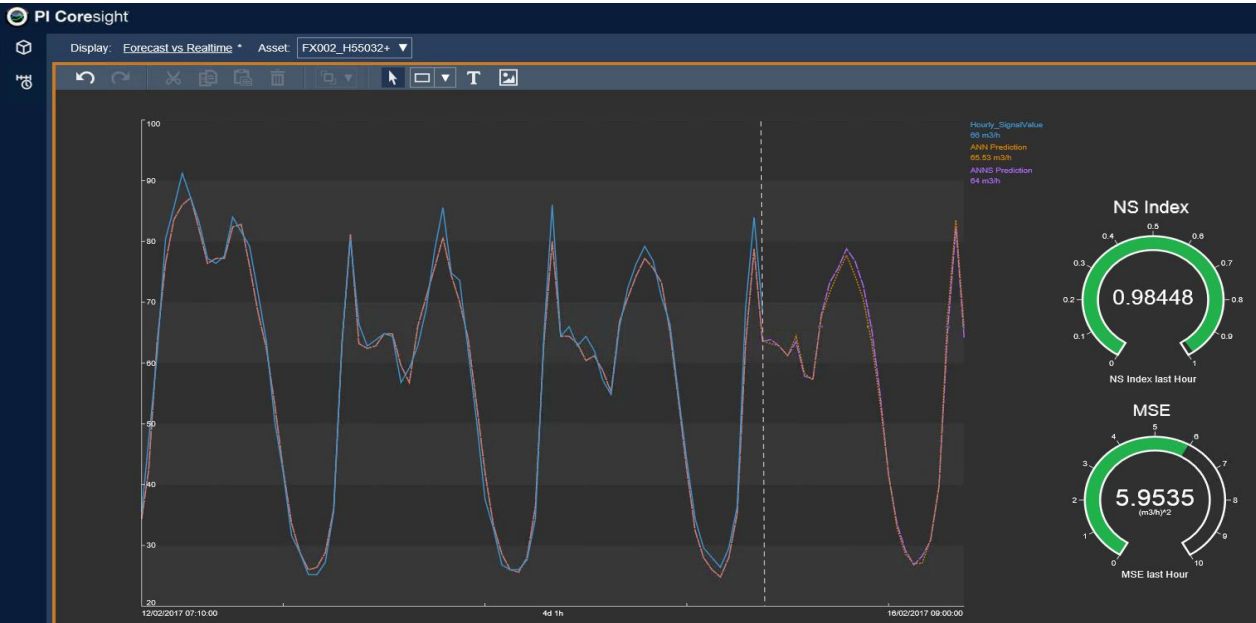 PI Coresight
Display: Forecast vs Realtime * Asset: FX002_H55032+ ▼
T
100
90
80
70
60
50
40
30
20
12/02/2017 07:10:00
4d 1h
16/02/2017 09:00:00
Hourly_SignalValue
66 m3/h
ANN Prediction
65.53 m3/h
ANNS Prediction
64 m3/h
NS Index
0
0.1
0.2
0.3
0.4
0.5
0.6
0.7
0.8
0.9
1
0.98448
NS Index last Hour
MSE
0
1
2
3
4
5
6
7
8
9
10
5.9535
(m3/h)^2
MSE last Hour